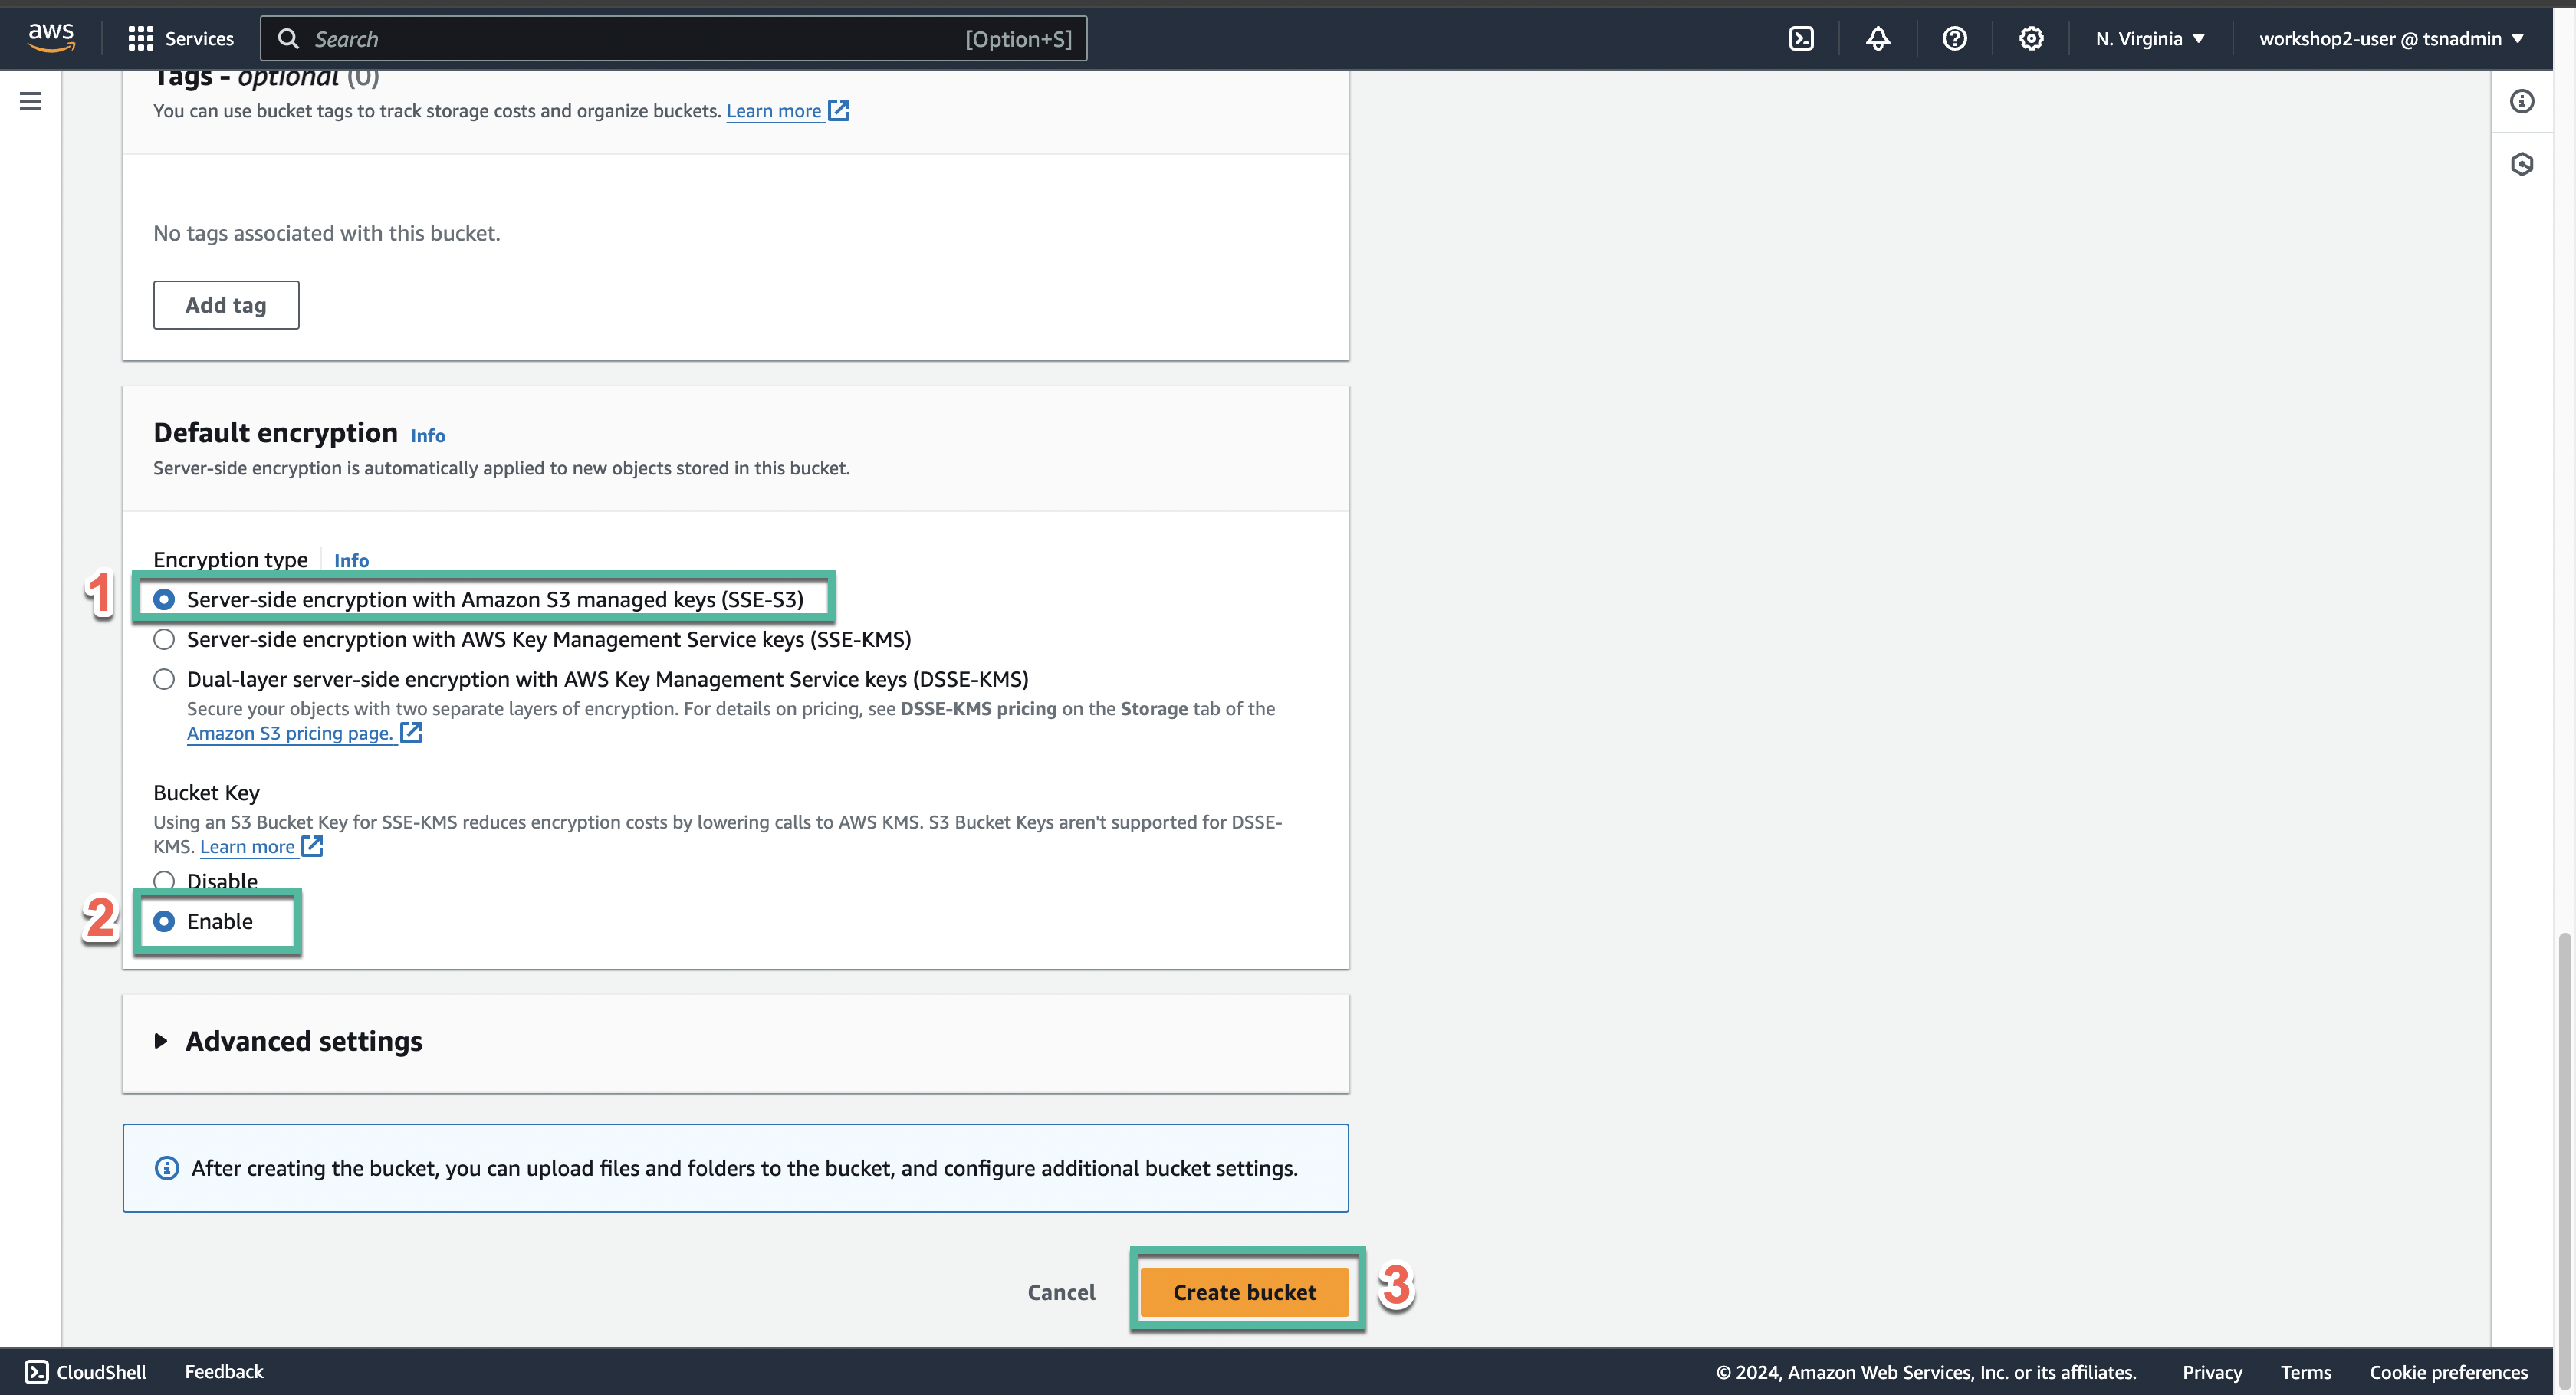 aws
Services
Search
[Option+S]
N. Virginia
workshop2-user @ tsnadmin
Tags - optional (0)
You can use bucket tags to track storage costs and organize buckets. Learn more
No tags associated with this bucket.
Add tag
Default encryption Info
Server-side encryption is automatically applied to new objects stored in this bucket.
Encryption type Info
1
Server-side encryption with Amazon S3 managed keys (SSE-S3)
Server-side encryption with AWS Key Management Service keys (SSE-KMS)
Dual-layer server-side encryption with AWS Key Management Service keys (DSSE-KMS)
Secure your objects with two separate layers of encryption. For details on pricing, see DSSE-KMS pricing on the Storage tab of the
Amazon S3 pricing page.
Bucket Key
Using an S3 Bucket Key for SSE-KMS reduces encryption costs by lowering calls to AWS KMS. S3 Bucket Keys aren't supported for DSSE-
KMS. Learn more
Disable
2
Enable
Advanced settings
After creating the bucket, you can upload files and folders to the bucket, and configure additional bucket settings.
Cancel
Create bucket
3
CloudShell
Feedback
© 2024, Amazon Web Services, Inc. or its affiliates.
Privacy
Terms
Cookie preferences